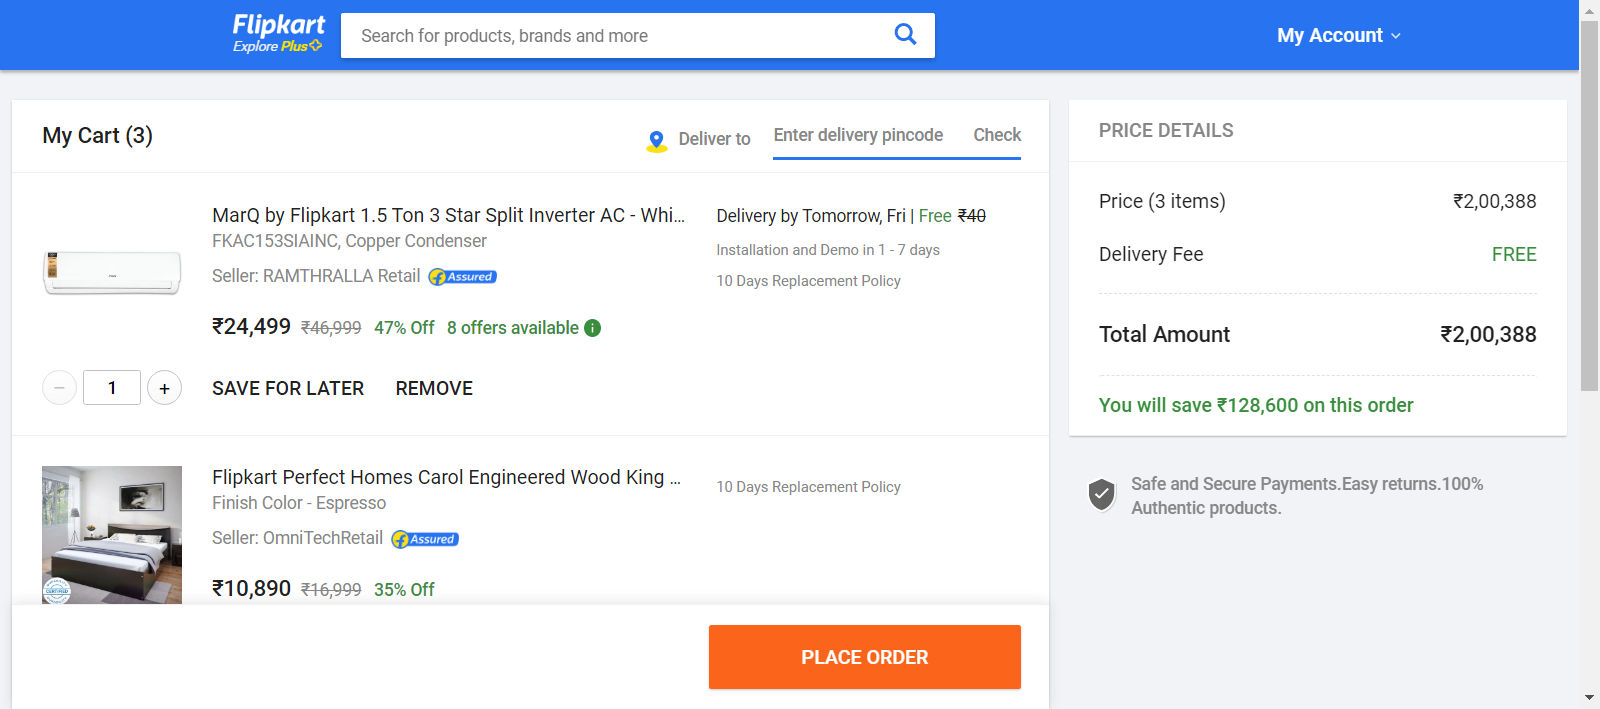 Flipkart
Explore Plus
Search for products, brands and more
My Account
My Cart (3)
Deliver to
Enter delivery pincode
Check
MarQ by Flipkart 1.5 Ton 3 Star Split Inverter AC - Whi...
FKAC153SIAINC, Copper Condenser
Seller: RAMTHRALLA Retail
Assured
₹24,499 ₹46,999 47% Off 8 offers available
Delivery by Tomorrow, Fri | Free ₹40
Installation and Demo in 1 - 7 days
10 Days Replacement Policy
− 1 +
SAVE FOR LATER
REMOVE
Flipkart Perfect Homes Carol Engineered Wood King ...
Finish Color - Espresso
Seller: OmniTechRetail
Assured
₹10,890 ₹16,999 35% Off
10 Days Replacement Policy
CERTIFIED
PLACE ORDER
PRICE DETAILS
Price (3 items) ₹2,00,388
Delivery Fee FREE
Total Amount ₹2,00,388
You will save ₹128,600 on this order
Safe and Secure Payments.Easy returns.100%
Authentic products.